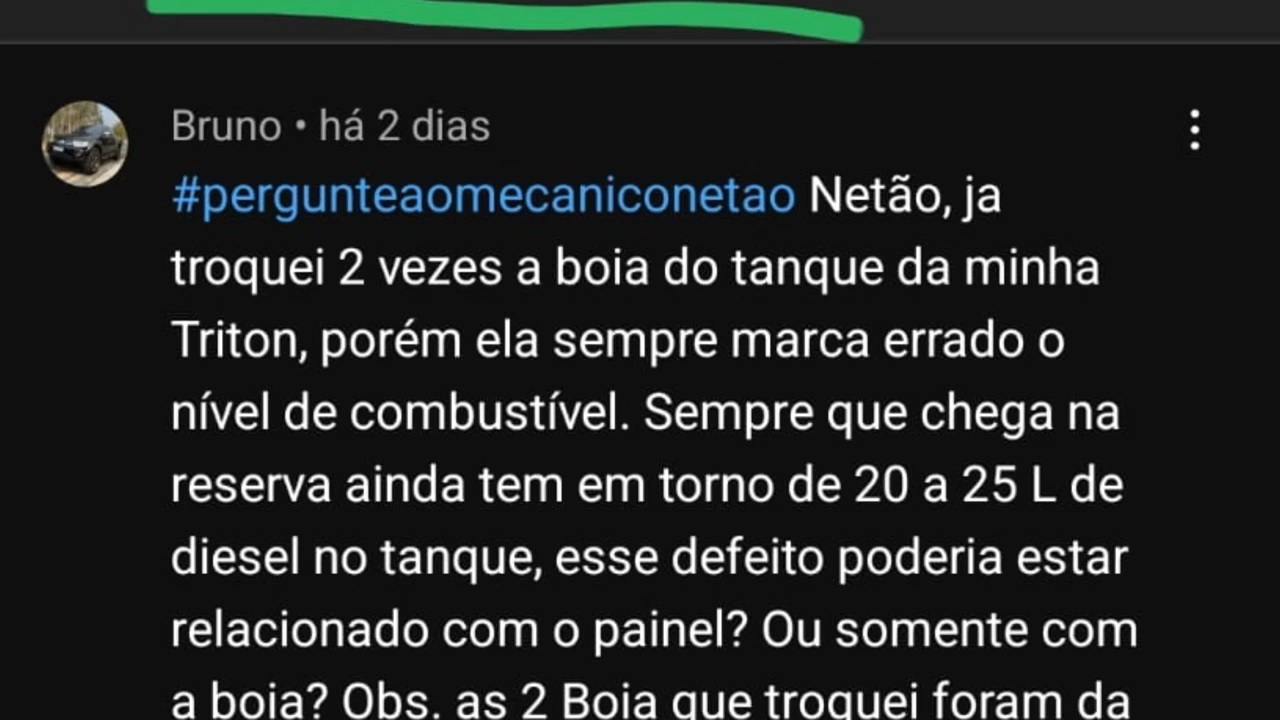 Bruno • há 2 dias
#pergunteaomecaniconetao Netão, ja
troquei 2 vezes a boia do tanque da minha
Triton, porém ela sempre marca errado o
nível de combustível. Sempre que chega na
reserva ainda tem em torno de 20 a 25 L de
diesel no tanque, esse defeito poderia estar
relacionado com o painel? Ou somente com
a boia? Obs. as 2 Boia que troquei foram da